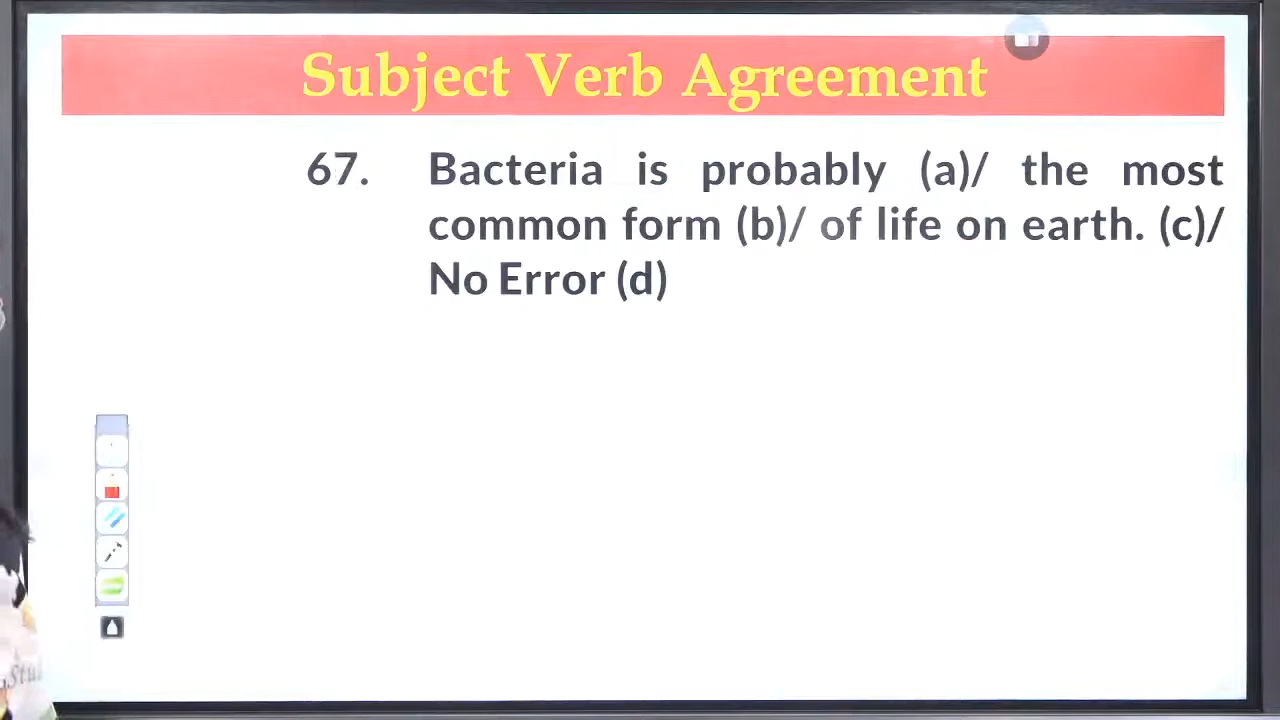 Subject Verb Agreement
67. Bacteria is probably (a)/ the most
common form (b)/ of life on earth. (c)/
No Error (d)